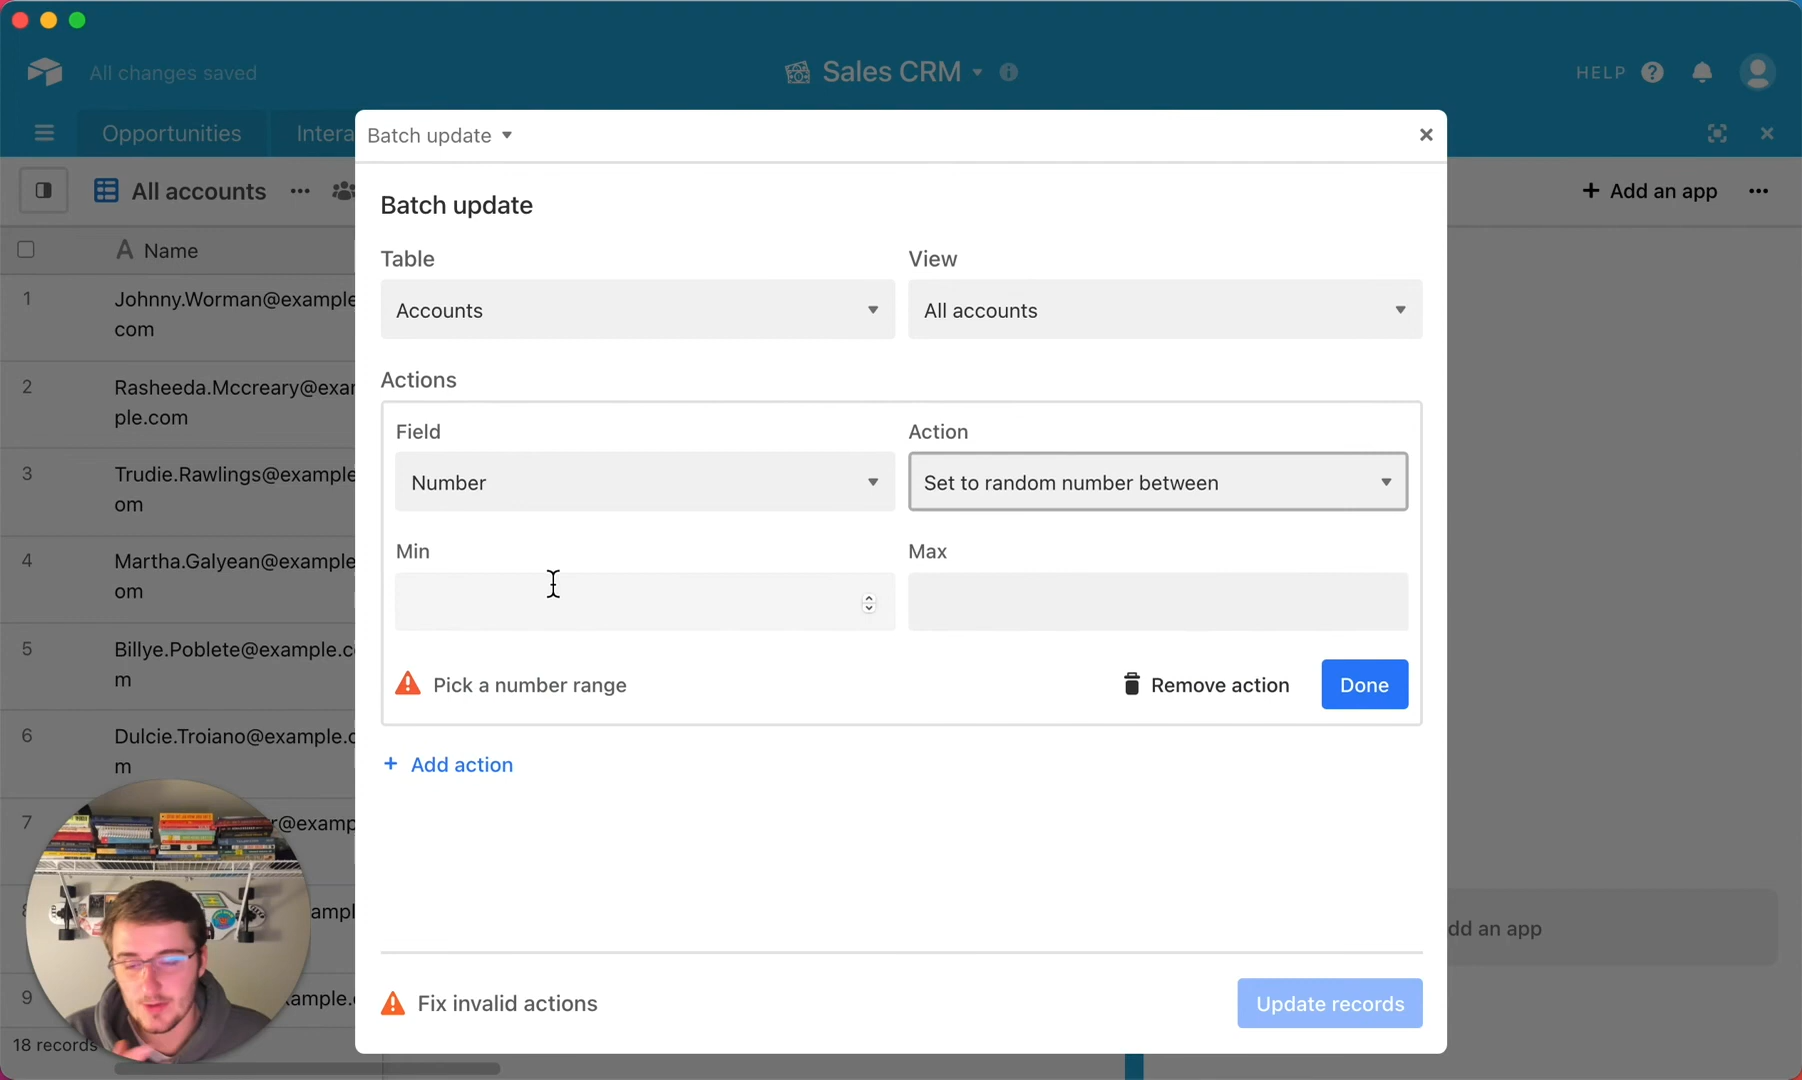 All changes saved
Sales CRM
HELP
Opportunities
Intera
Batch update
All accounts
Add an app
Batch update
Name
Table
View
1
Johnny.Worman@example
com
Accounts
All accounts
2
Rasheeda.Mccreary@exar
ple.com
Actions
Field
Action
3
Trudie.Rawlings@example
om
Number
Set to random number between
4
Martha.Galyean@example
om
Min
Max
5
Billye.Poblete@example.co
m
Pick a number range
Remove action
Done
6
Dulcie.Troiano@example.c
m
Add action
7
r@examp
ampl
dd an app
9
ample.
Fix invalid actions
Update records
18 records